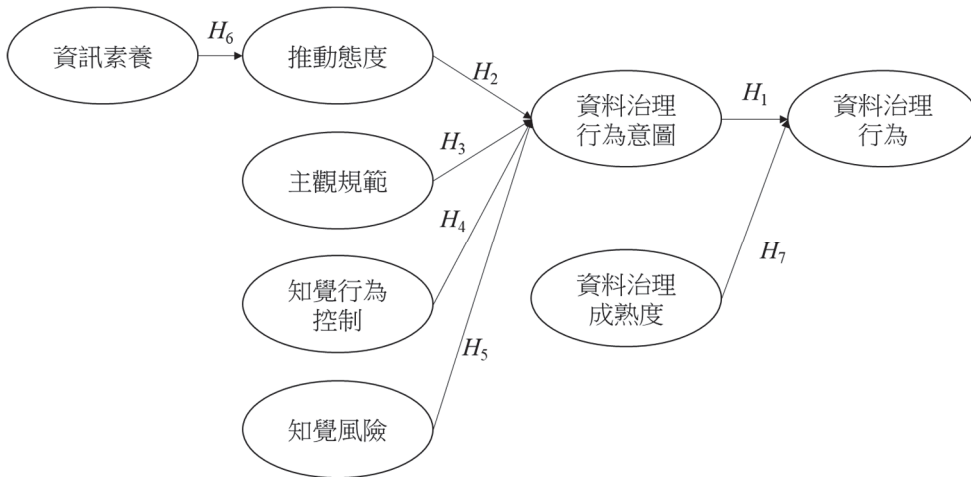 資訊素養
H6
推動態度
H2
資料治理
行為意圖
H1
資料治理
行為
主觀規範
H3
知覺行為
控制
H4
資料治理
成熟度
H7
知覺風險
H5